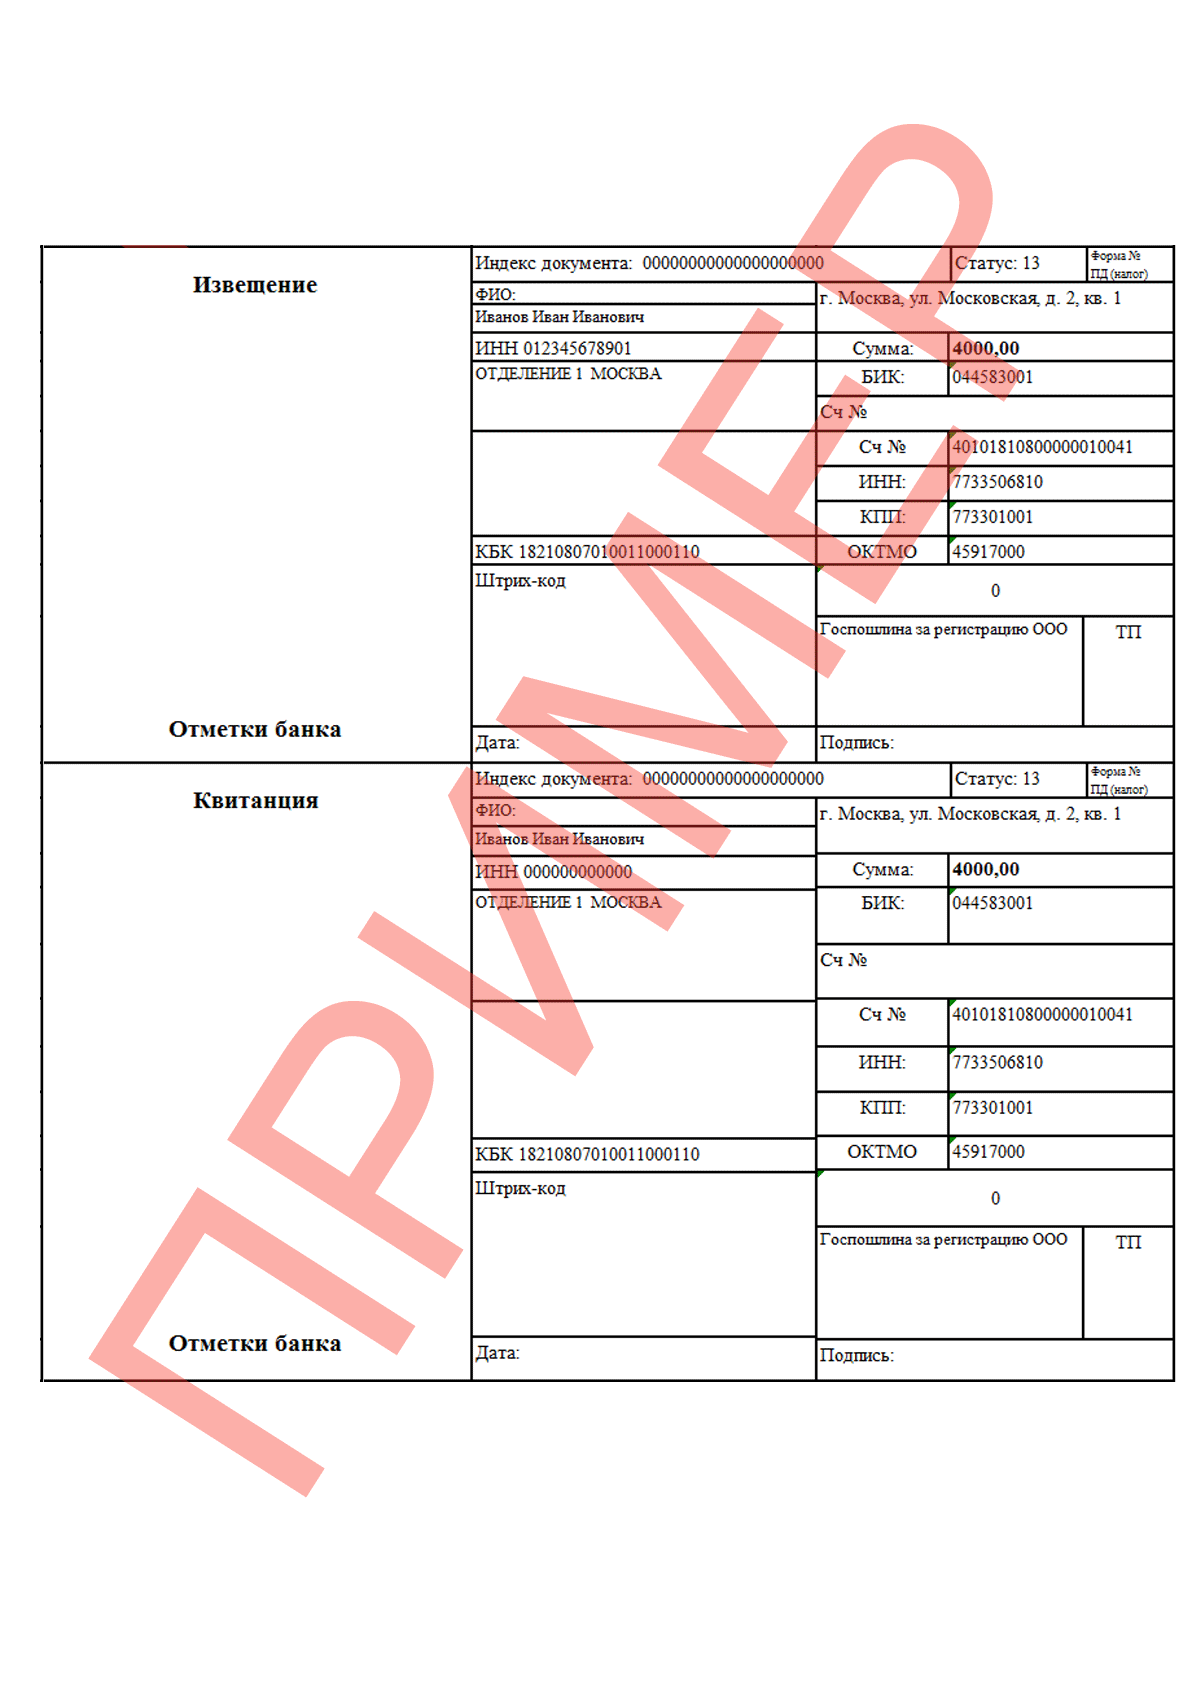 Извещение
Индекс документа: 00000000000000000000
Статус: 13
Форма №
ПД (налог)
ФИО:
г. Москва, ул. Московская, д. 2, кв. 1
Иванов Иван Иванович
ИНН 012345678901
Сумма: 4000,00
ОТДЕЛЕНИЕ 1 МОСКВА
БИК: 044583001
Сч №
Сч № 40101810800000010041
ИНН: 7733506810
КПП: 773301001
КБК 18210807010011000110
ОКТМО 45917000
Штрих-код
0
Госпошлина за регистрацию ООО
ТП
Отметки банка
Дата:
Подпись:
Квитанция
Индекс документа: 00000000000000000000
Статус: 13
Форма №
ПД (налог)
ФИО:
г. Москва, ул. Московская, д. 2, кв. 1
Иванов Иван Иванович
ИНН 000000000000
Сумма: 4000,00
ОТДЕЛЕНИЕ 1 МОСКВА
БИК: 044583001
Сч №
Сч № 40101810800000010041
ИНН: 7733506810
КПП: 773301001
КБК 18210807010011000110
ОКТМО 45917000
Штрих-код
0
Госпошлина за регистрацию ООО
ТП
Отметки банка
Дата:
Подпись:
ПРИМЕР